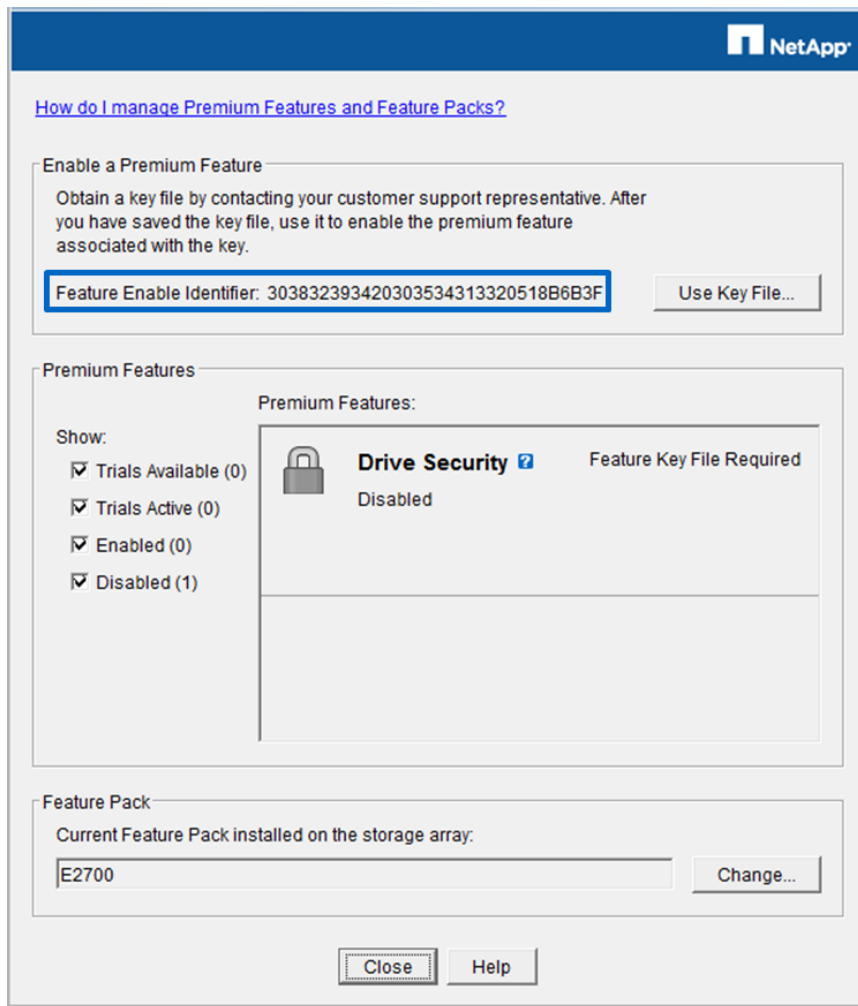 NetApp
How do I manage Premium Features and Feature Packs?
Enable a Premium Feature
Obtain a key file by contacting your customer support representative. After
you have saved the key file, use it to enable the premium feature
associated with the key.
Feature Enable Identifier: 303832393420303534313320518B6B3F
Use Key File...
Premium Features
Premium Features:
Show:
Trials Available (0)
Trials Active (0)
Enabled (0)
Disabled (1)
Drive Security ?
Feature Key File Required
Disabled
Feature Pack
Current Feature Pack installed on the storage array:
E2700
Change...
Close
Help